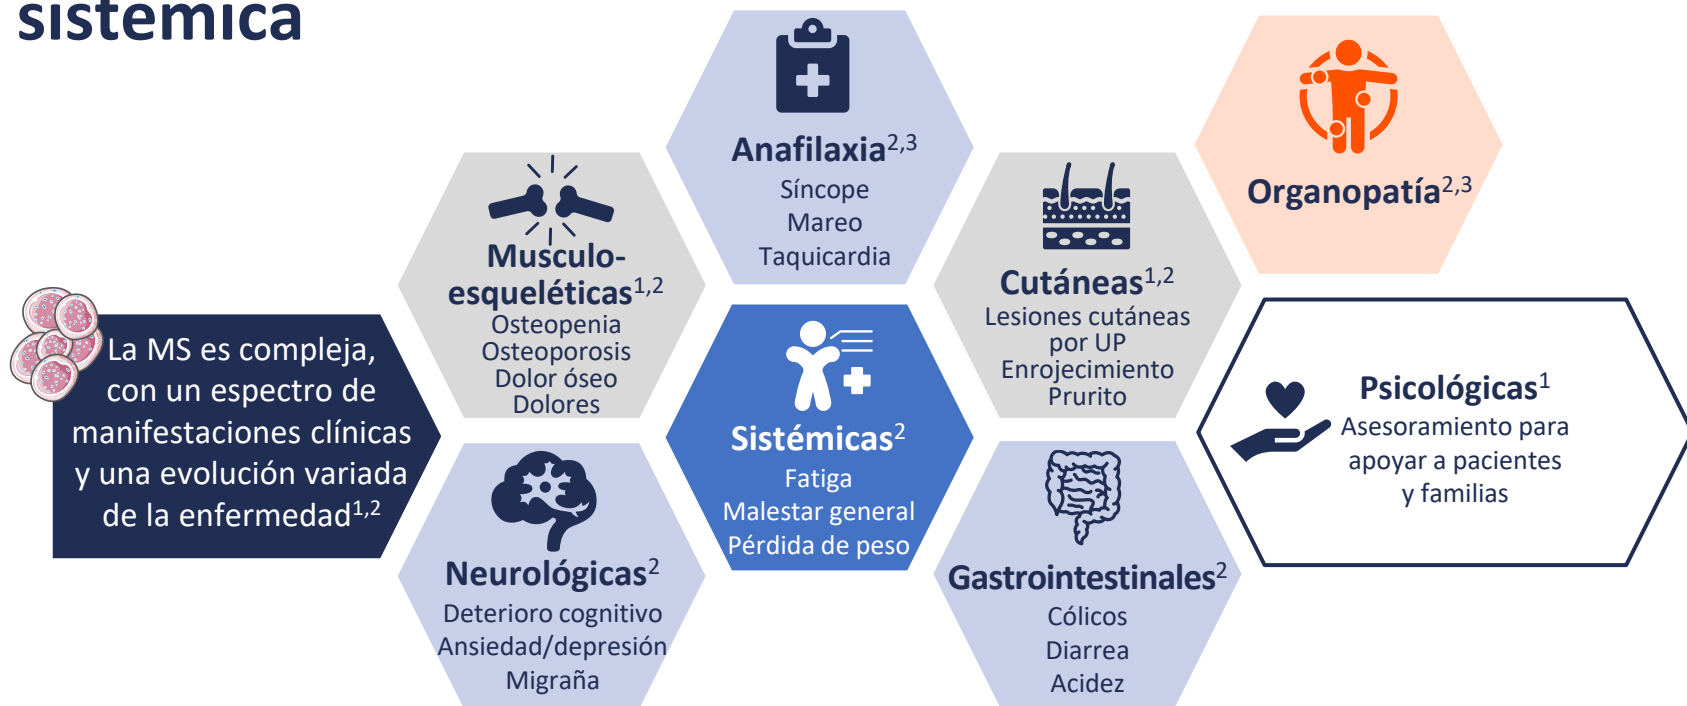 sistémica
La MS es compleja,
con un espectro de
manifestaciones clínicas
y una evolución variada
de la enfermedad1,2
Musculo-
esqueléticas1,2
Osteopenia
Osteoporosis
Dolor óseo
Dolores
Neurológicas2
Deterioro cognitivo
Ansiedad/depresión
Migraña
Anafilaxia2,3
Síncope
Mareo
Taquicardia
Sistémicas2
Fatiga
Malestar general
Pérdida de peso
Cutáneas1,2
Lesiones cutáneas
por UP
Enrojecimiento
Prurito
Gastrointestinales2
Cólicos
Diarrea
Acidez
Organopatía2,3
Psicológicas1
Asesoramiento para
apoyar a pacientes
y familias